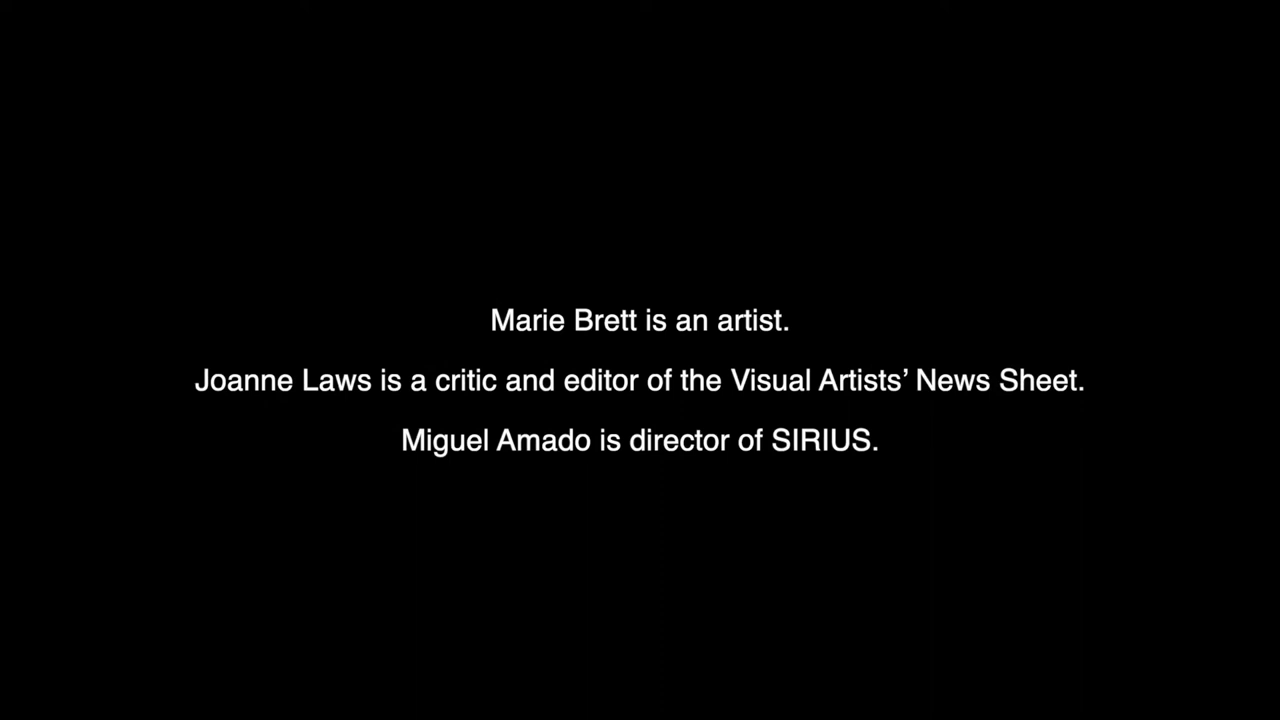 Marie Brett is an artist.
Joanne Laws is a critic and editor of the Visual Artists’ News Sheet.
Miguel Amado is director of SIRIUS.